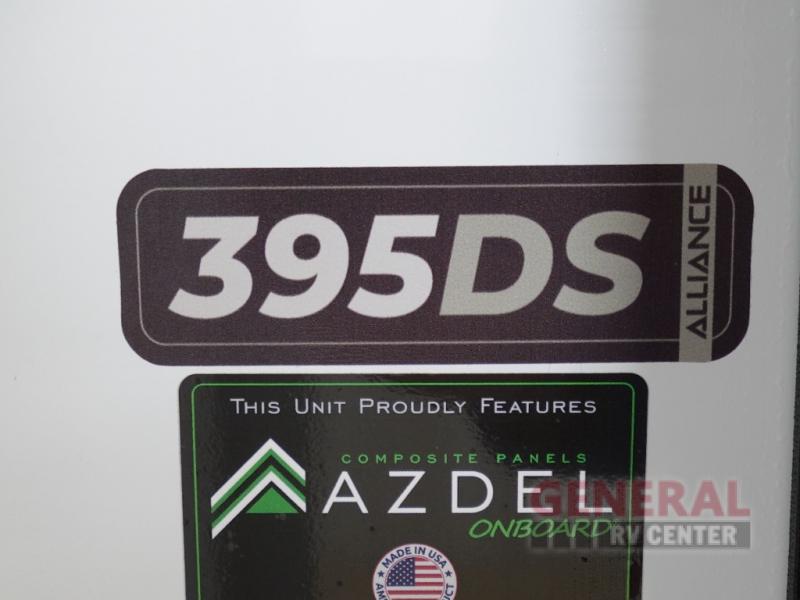 395DS
ALLIANCE
THIS UNIT PROUDLY FEATURES
COMPOSITE PANELS
AZDEL
ONBOARD
GENERAL
RV CENTER
MADE IN USA